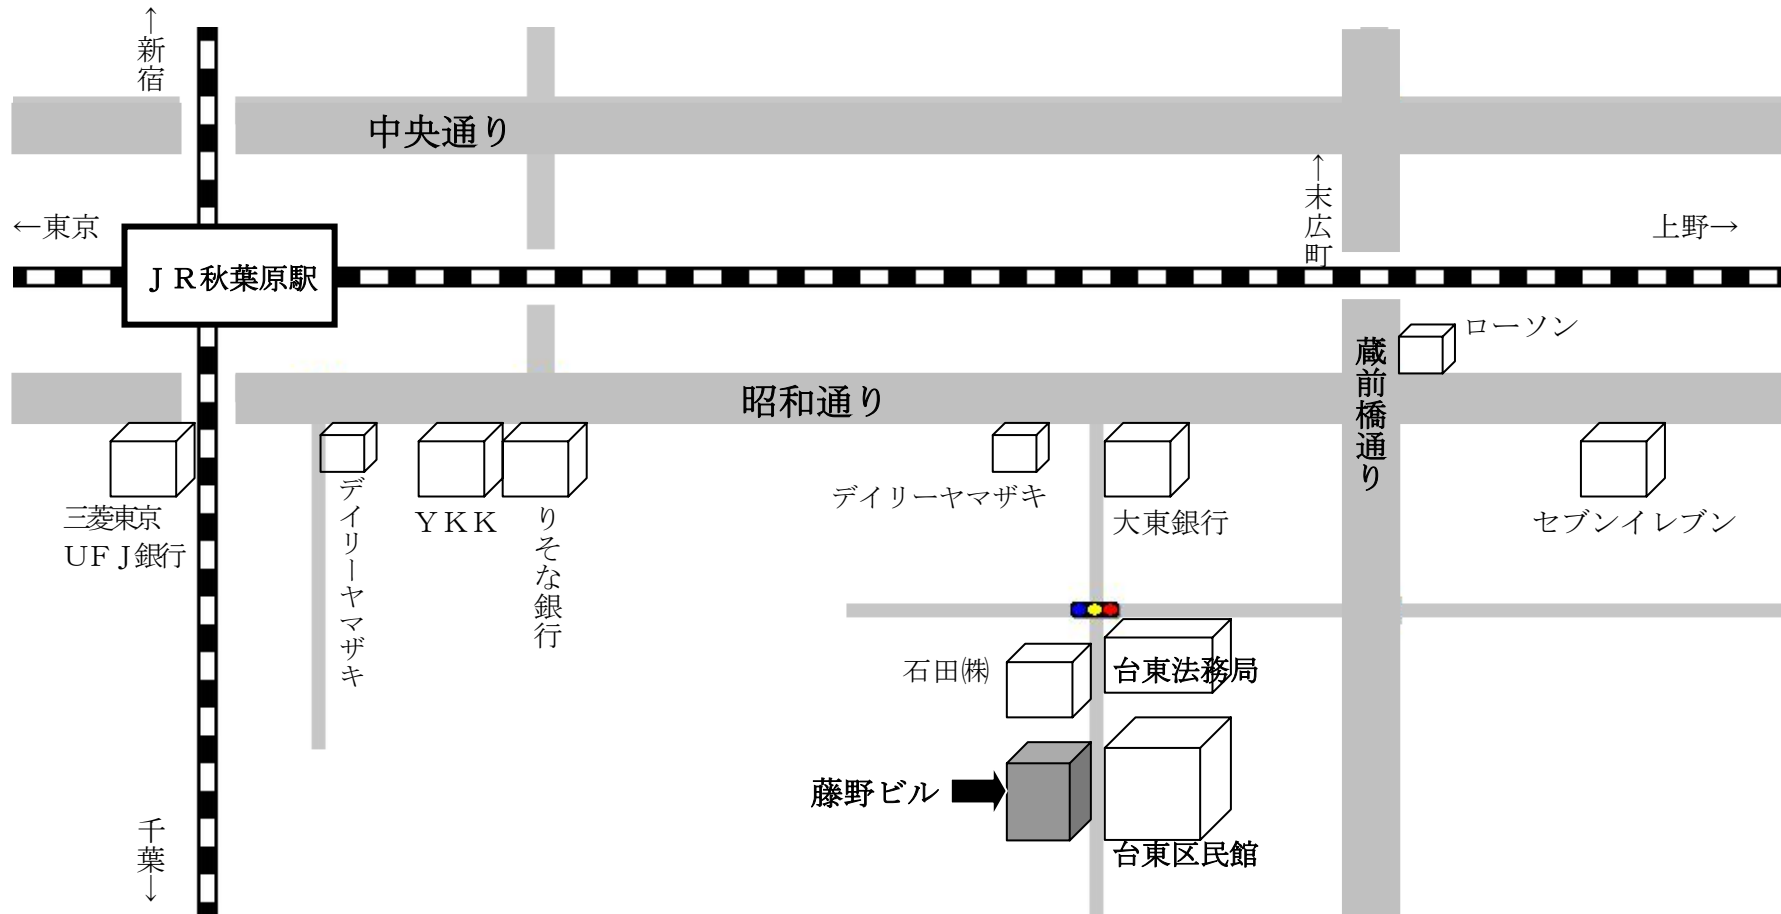 ↑新宿
中央通り
←東京
ＪＲ秋葉原駅
↑末広町
上野→
ローソン
蔵前橋通り
昭和通り
三菱東京
ＵＦＪ銀行
デイリーヤマザキ
ＹＫＫ
りそな銀行
デイリーヤマザキ
大東銀行
セブンイレブン
石田㈱
台東法務局
藤野ビル
台東区民館
千葉↓